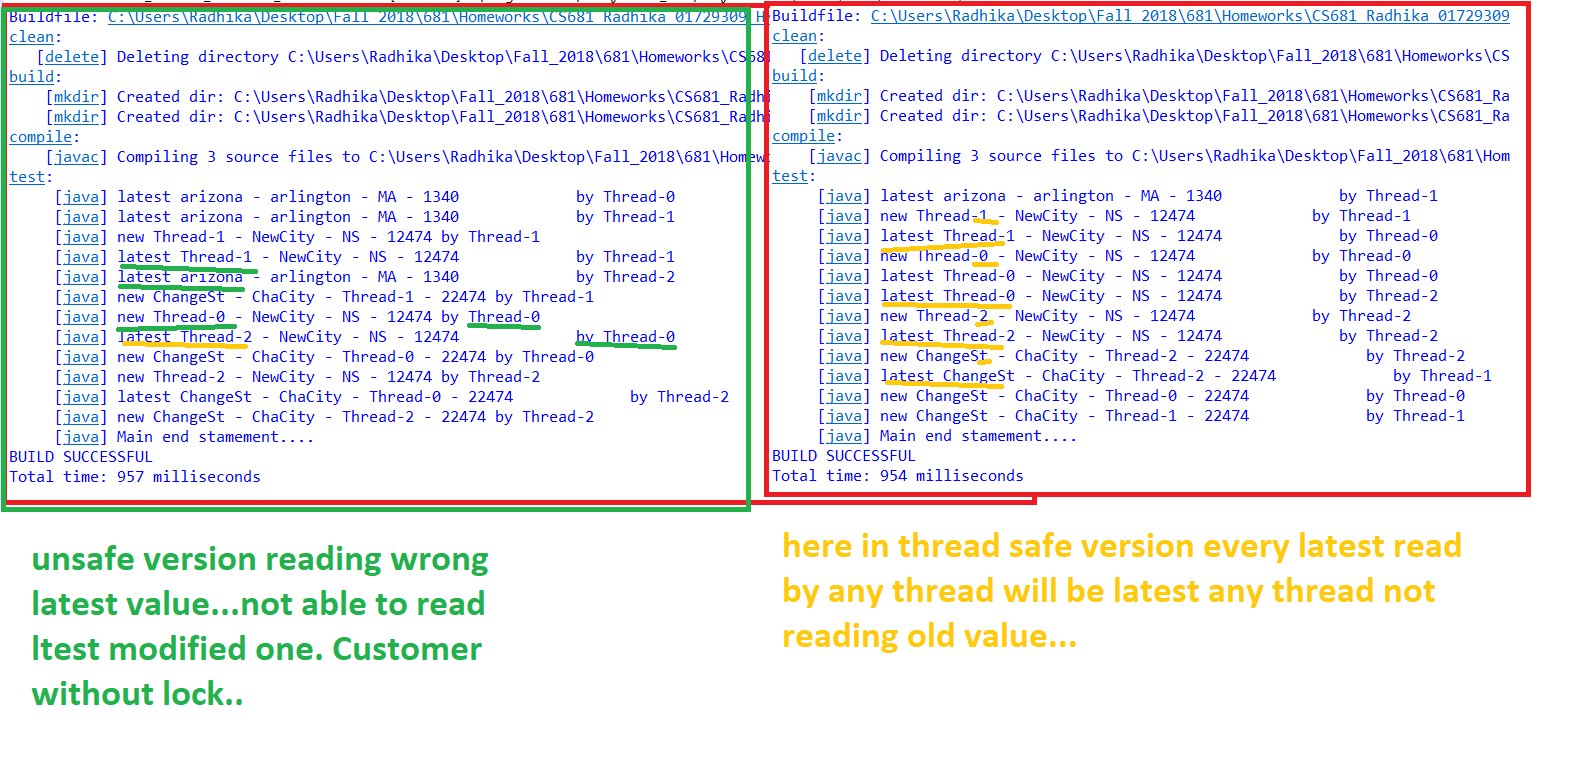 Buildfile: C:\Users\Radhika\Desktop\Fall_2018\681\Homeworks\CS681_Radhika_01729309
clean:
[delete] Deleting directory C:\Users\Radhika\Desktop\Fall_2018\681
build:
[mkdir] Created dir: C:\Users\Radhika\Desktop\Fall_2018\681\Homeworks\CS681_Radhi
[mkdir] Created dir: C:\Users\Radhika\Desktop\Fall_2018\681\Homeworks\CS681_Radhi
compile:
[javac] Compiling 3 source files to C:\Users\Radhika\Desktop\Fall_2018\681\Homew
test:
[java] latest arizona - arlington - MA - 1340 by Thread-0
[java] latest arizona - arlington - MA - 1340 by Thread-1
[java] new Thread-1 - NewCity - NS - 12474 by Thread-1
[java] latest Thread-1 - NewCity - NS - 12474 by Thread-1
[java] latest arizona - arlington - MA - 1340 by Thread-2
[java] new ChangeSt - ChaCity - Thread-1 - 22474 by Thread-1
[java] new Thread-0 - NewCity - NS - 12474 by Thread-0
[java] latest Thread-2 - NewCity - NS - 12474 by Thread-0
[java] new ChangeSt - ChaCity - Thread-0 - 22474 by Thread-0
[java] new Thread-2 - NewCity - NS - 12474 by Thread-2
[java] latest ChangeSt - ChaCity - Thread-0 - 22474 by Thread-2
[java] new ChangeSt - ChaCity - Thread-2 - 22474 by Thread-2
[java] Main end stamement....
BUILD SUCCESSFUL
Total time: 957 milliseconds
unsafe version reading wrong
latest value...not able to read
ltest modified one. Customer
without lock..
Buildfile: C:\Users\Radhika\Desktop\Fall_2018\681\Homeworks\CS681_Radhika_01729309
clean:
[delete] Deleting directory C:\Users\Radhika\Desktop\Fall_2018\681\Homeworks\CS
build:
[mkdir] Created dir: C:\Users\Radhika\Desktop\Fall_2018\681\Homeworks\CS681_Ra
[mkdir] Created dir: C:\Users\Radhika\Desktop\Fall_2018\681\Homeworks\CS681_Ra
compile:
[javac] Compiling 3 source files to C:\Users\Radhika\Desktop\Fall_2018\681\Hom
test:
[java] latest arizona - arlington - MA - 1340 by Thread-1
[java] new Thread-1 - NewCity - NS - 12474 by Thread-1
[java] latest Thread-1 - NewCity - NS - 12474 by Thread-0
[java] new Thread-0 - NewCity - NS - 12474 by Thread-0
[java] latest Thread-0 - NewCity - NS - 12474 by Thread-0
[java] latest Thread-0 - NewCity - NS - 12474 by Thread-2
[java] new Thread-2 - NewCity - NS - 12474 by Thread-2
[java] latest Thread-2 - NewCity - NS - 12474 by Thread-2
[java] new ChangeSt - ChaCity - Thread-2 - 22474 by Thread-2
[java] latest ChangeSt - ChaCity - Thread-2 - 22474 by Thread-1
[java] new ChangeSt - ChaCity - Thread-0 - 22474 by Thread-0
[java] new ChangeSt - ChaCity - Thread-1 - 22474 by Thread-1
[java] Main end stamement....
BUILD SUCCESSFUL
Total time: 954 milliseconds
here in thread safe version every latest read
by any thread will be latest any thread not
reading old value...